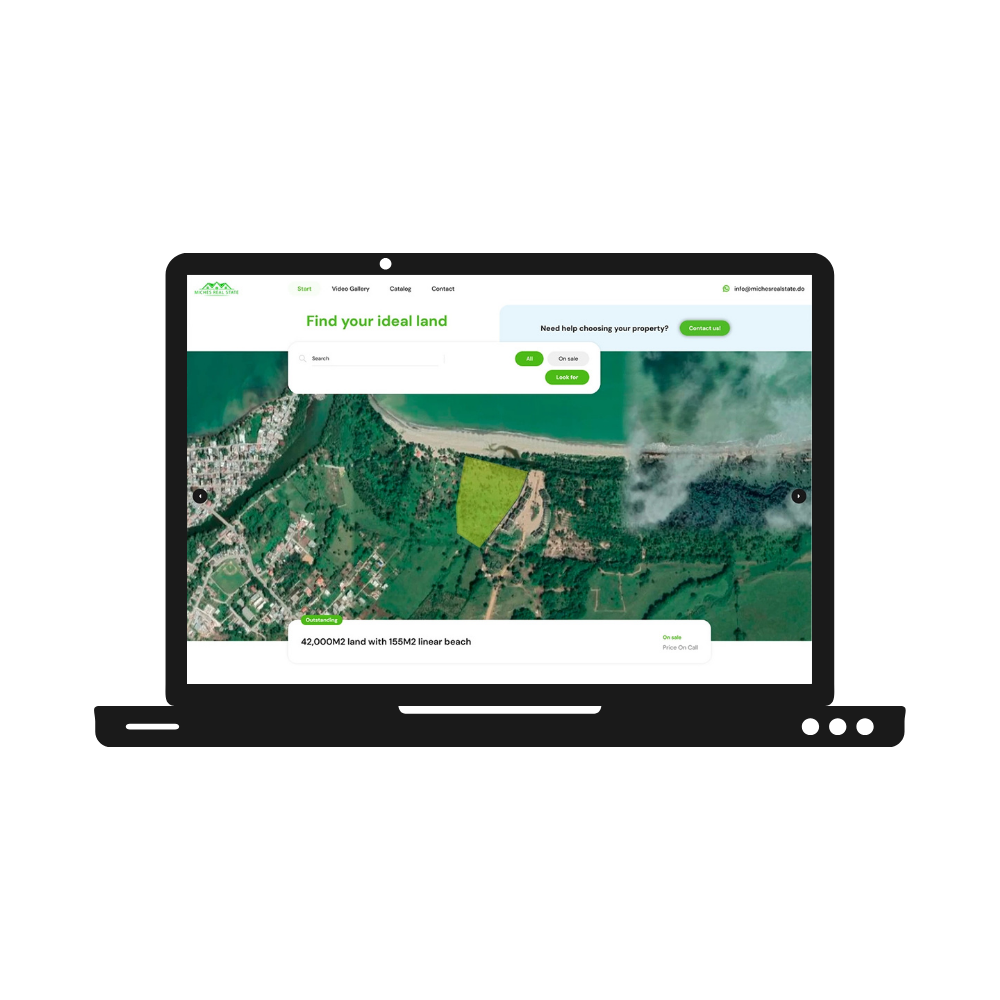 MICHES REAL STATE
Start
Video Gallery
Catalog
Contact
info@michesrealstate.do
Find your ideal land
Need help choosing your property?
Contact us!
Search
All
On sale
Look for
Outstanding
42,000M2 land with 155M2 linear beach
On sale
Price On Call